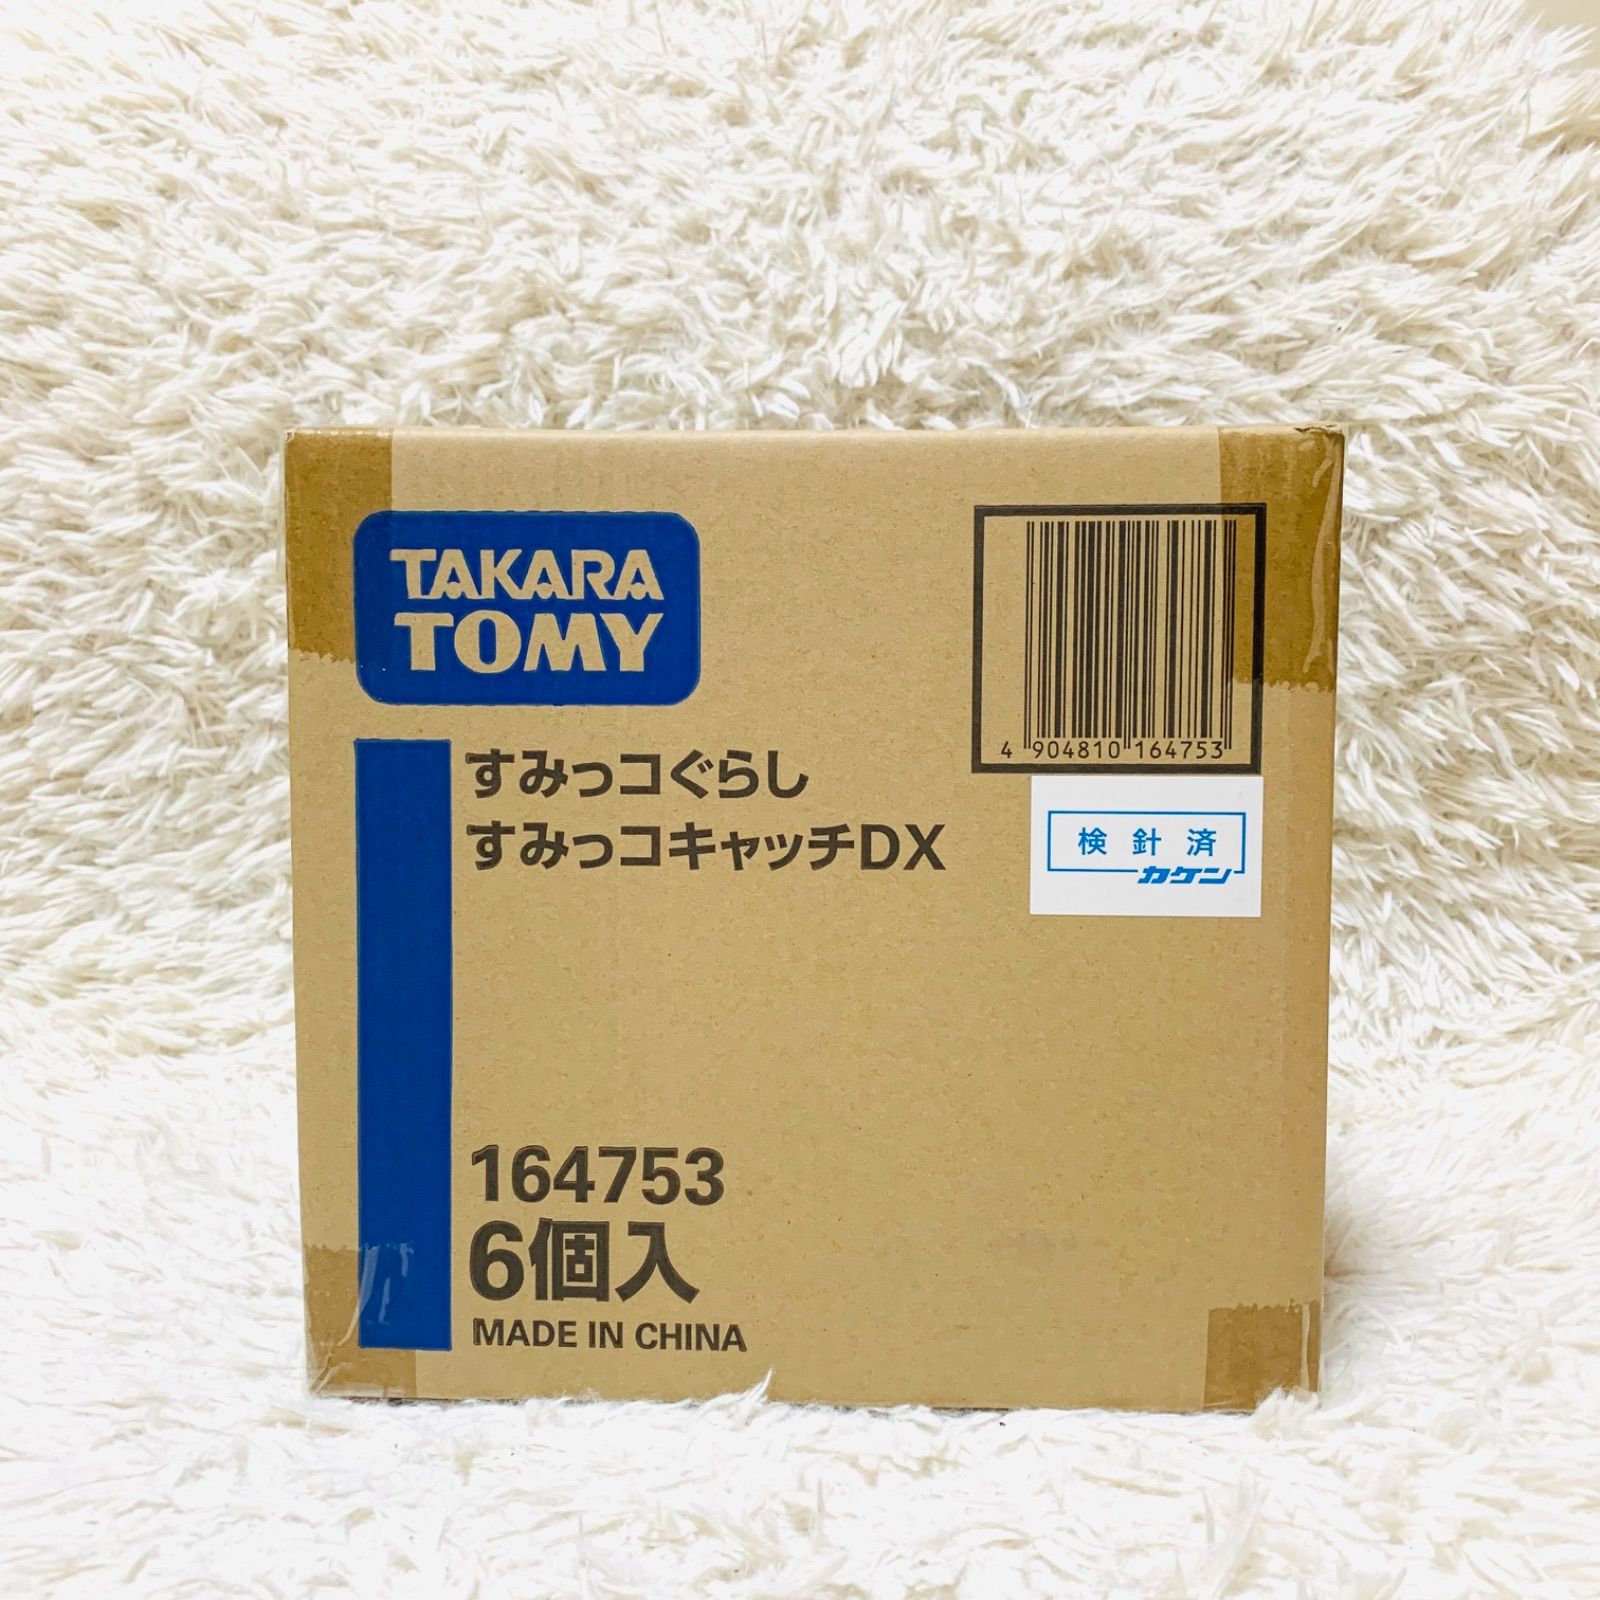 TAKARA
TOMY
4 904810 164753
すみっコぐらし
すみっコキャッチDX
検針済
カケン
164753
6個入
MADE IN CHINA